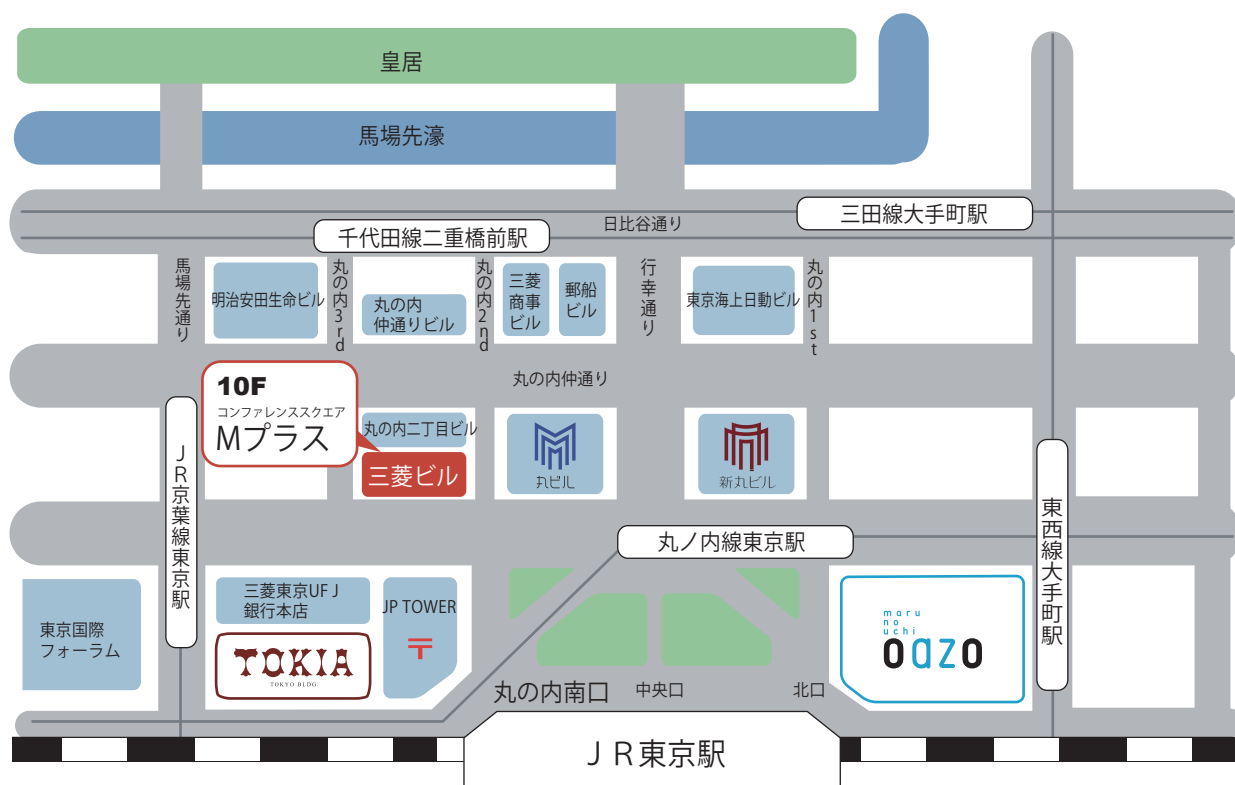 皇居
馬場先濠
三田線大手町駅
日比谷通り
千代田線二重橋前駅
馬場先通り
明治安田生命ビル
丸の内3rd
丸の内
仲通りビル
丸の内2nd
三菱
商事
ビル
郵船
ビル
行幸通り
東京海上日動ビル
丸の内1st
丸の内仲通り
10F
コンファレンススクエア
Mプラス
丸の内二丁目ビル
三菱ビル
丸ビル
新丸ビル
JR京葉線東京駅
丸ノ内線東京駅
東西線大手町駅
東京国際
フォーラム
三菱東京UFJ
銀行本店
JP TOWER
〒
TOKIA
TOKYO BLDG.
maru
no
uchi
oazo
丸の内南口
中央口
北口
JR東京駅